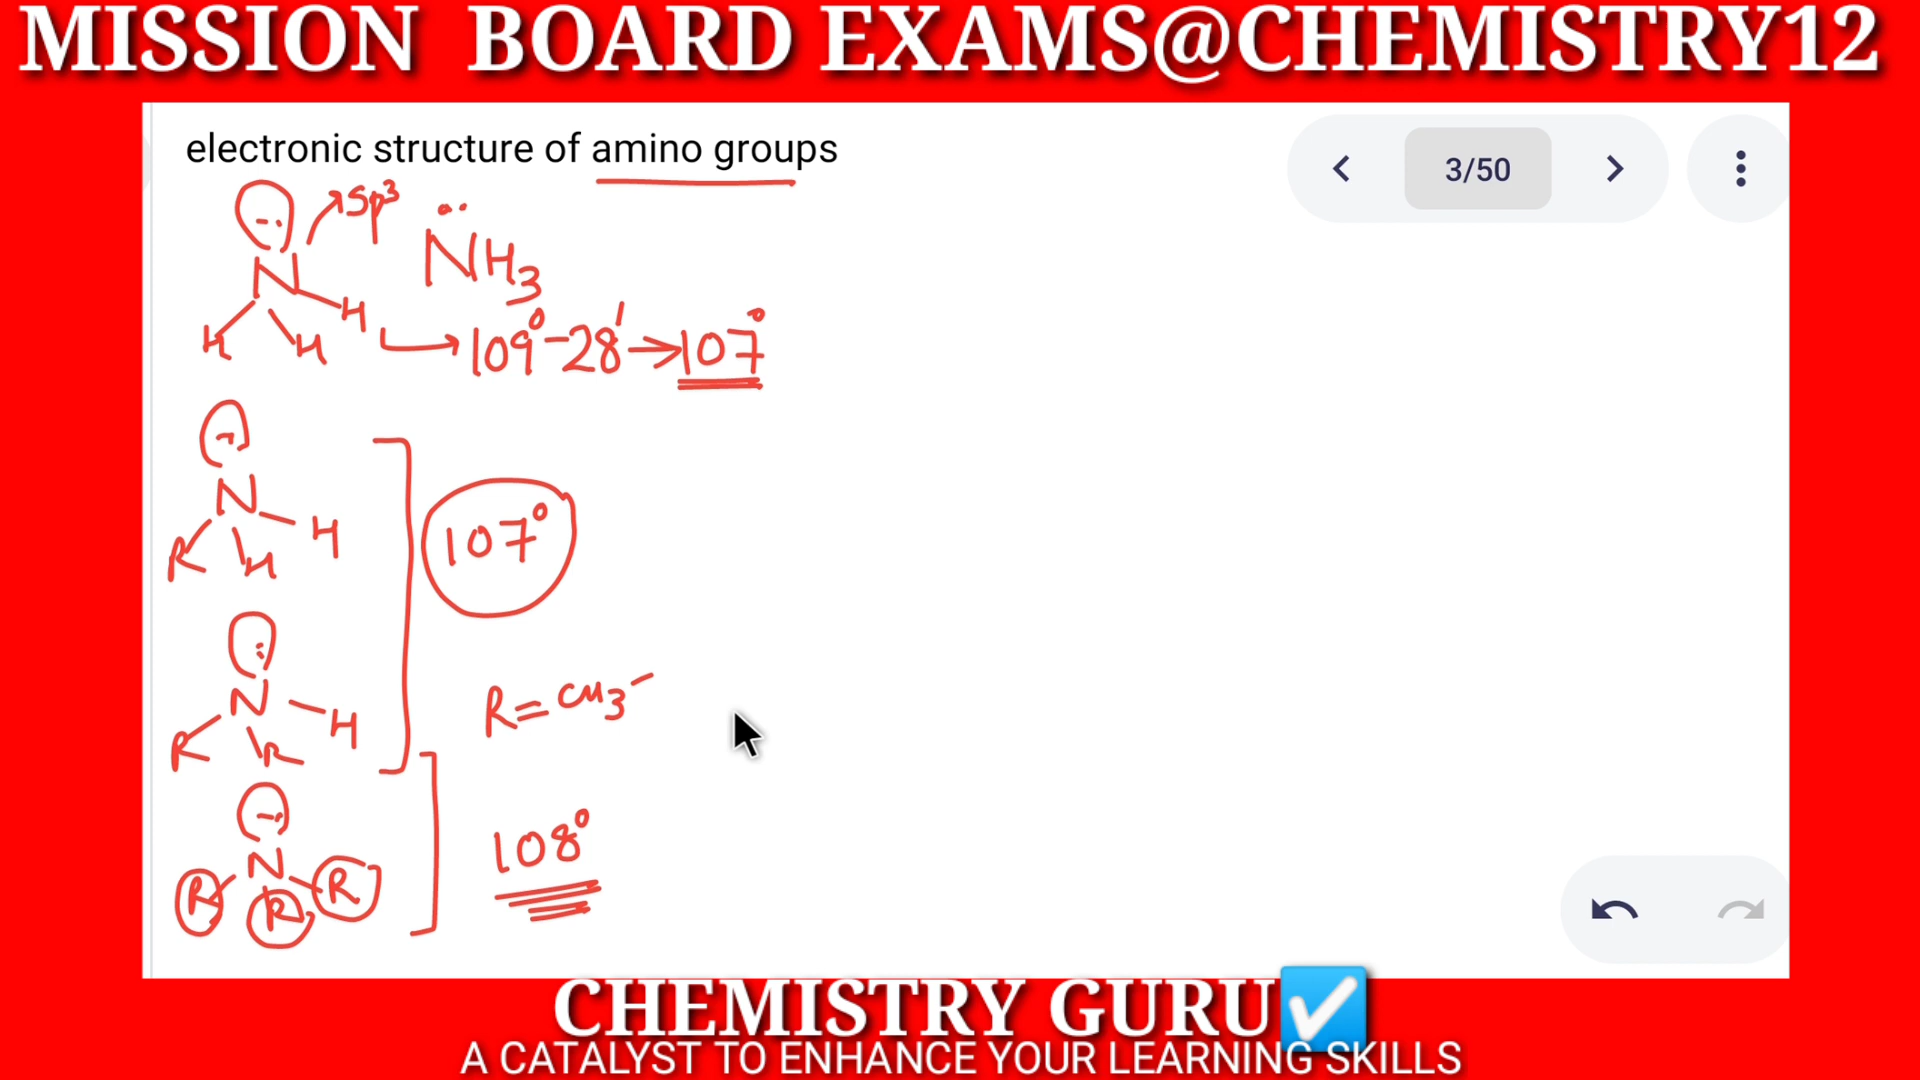 MISSION BOARD EXAMS@CHEMISTRY12
electronic structure of amino groups
3/50
sp³
NH₃
N
H
H
H
109°-28' → 107°
N
R
H
H
107°
N
R
R
H
R = CH₃-
N
R
R
R
108°
CHEMISTRY GURU✅
A CATALYST TO ENHANCE YOUR LEARNING SKILLS